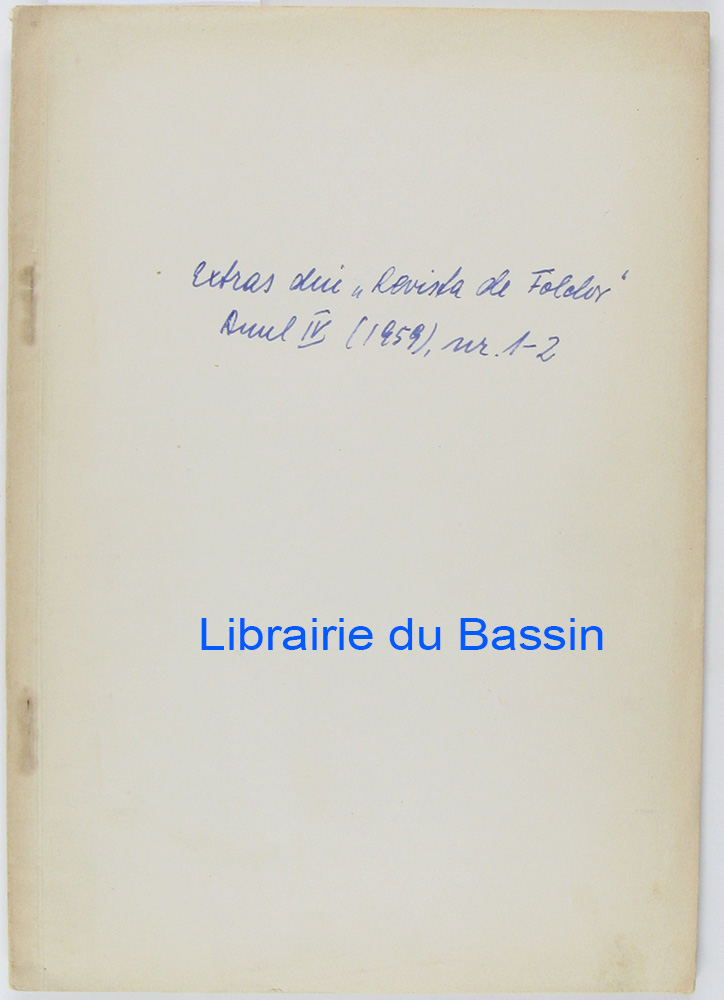 Extras din „Revista de Folclor“
Anul IV (1959), nr. 1-2
Librairie du Bassin